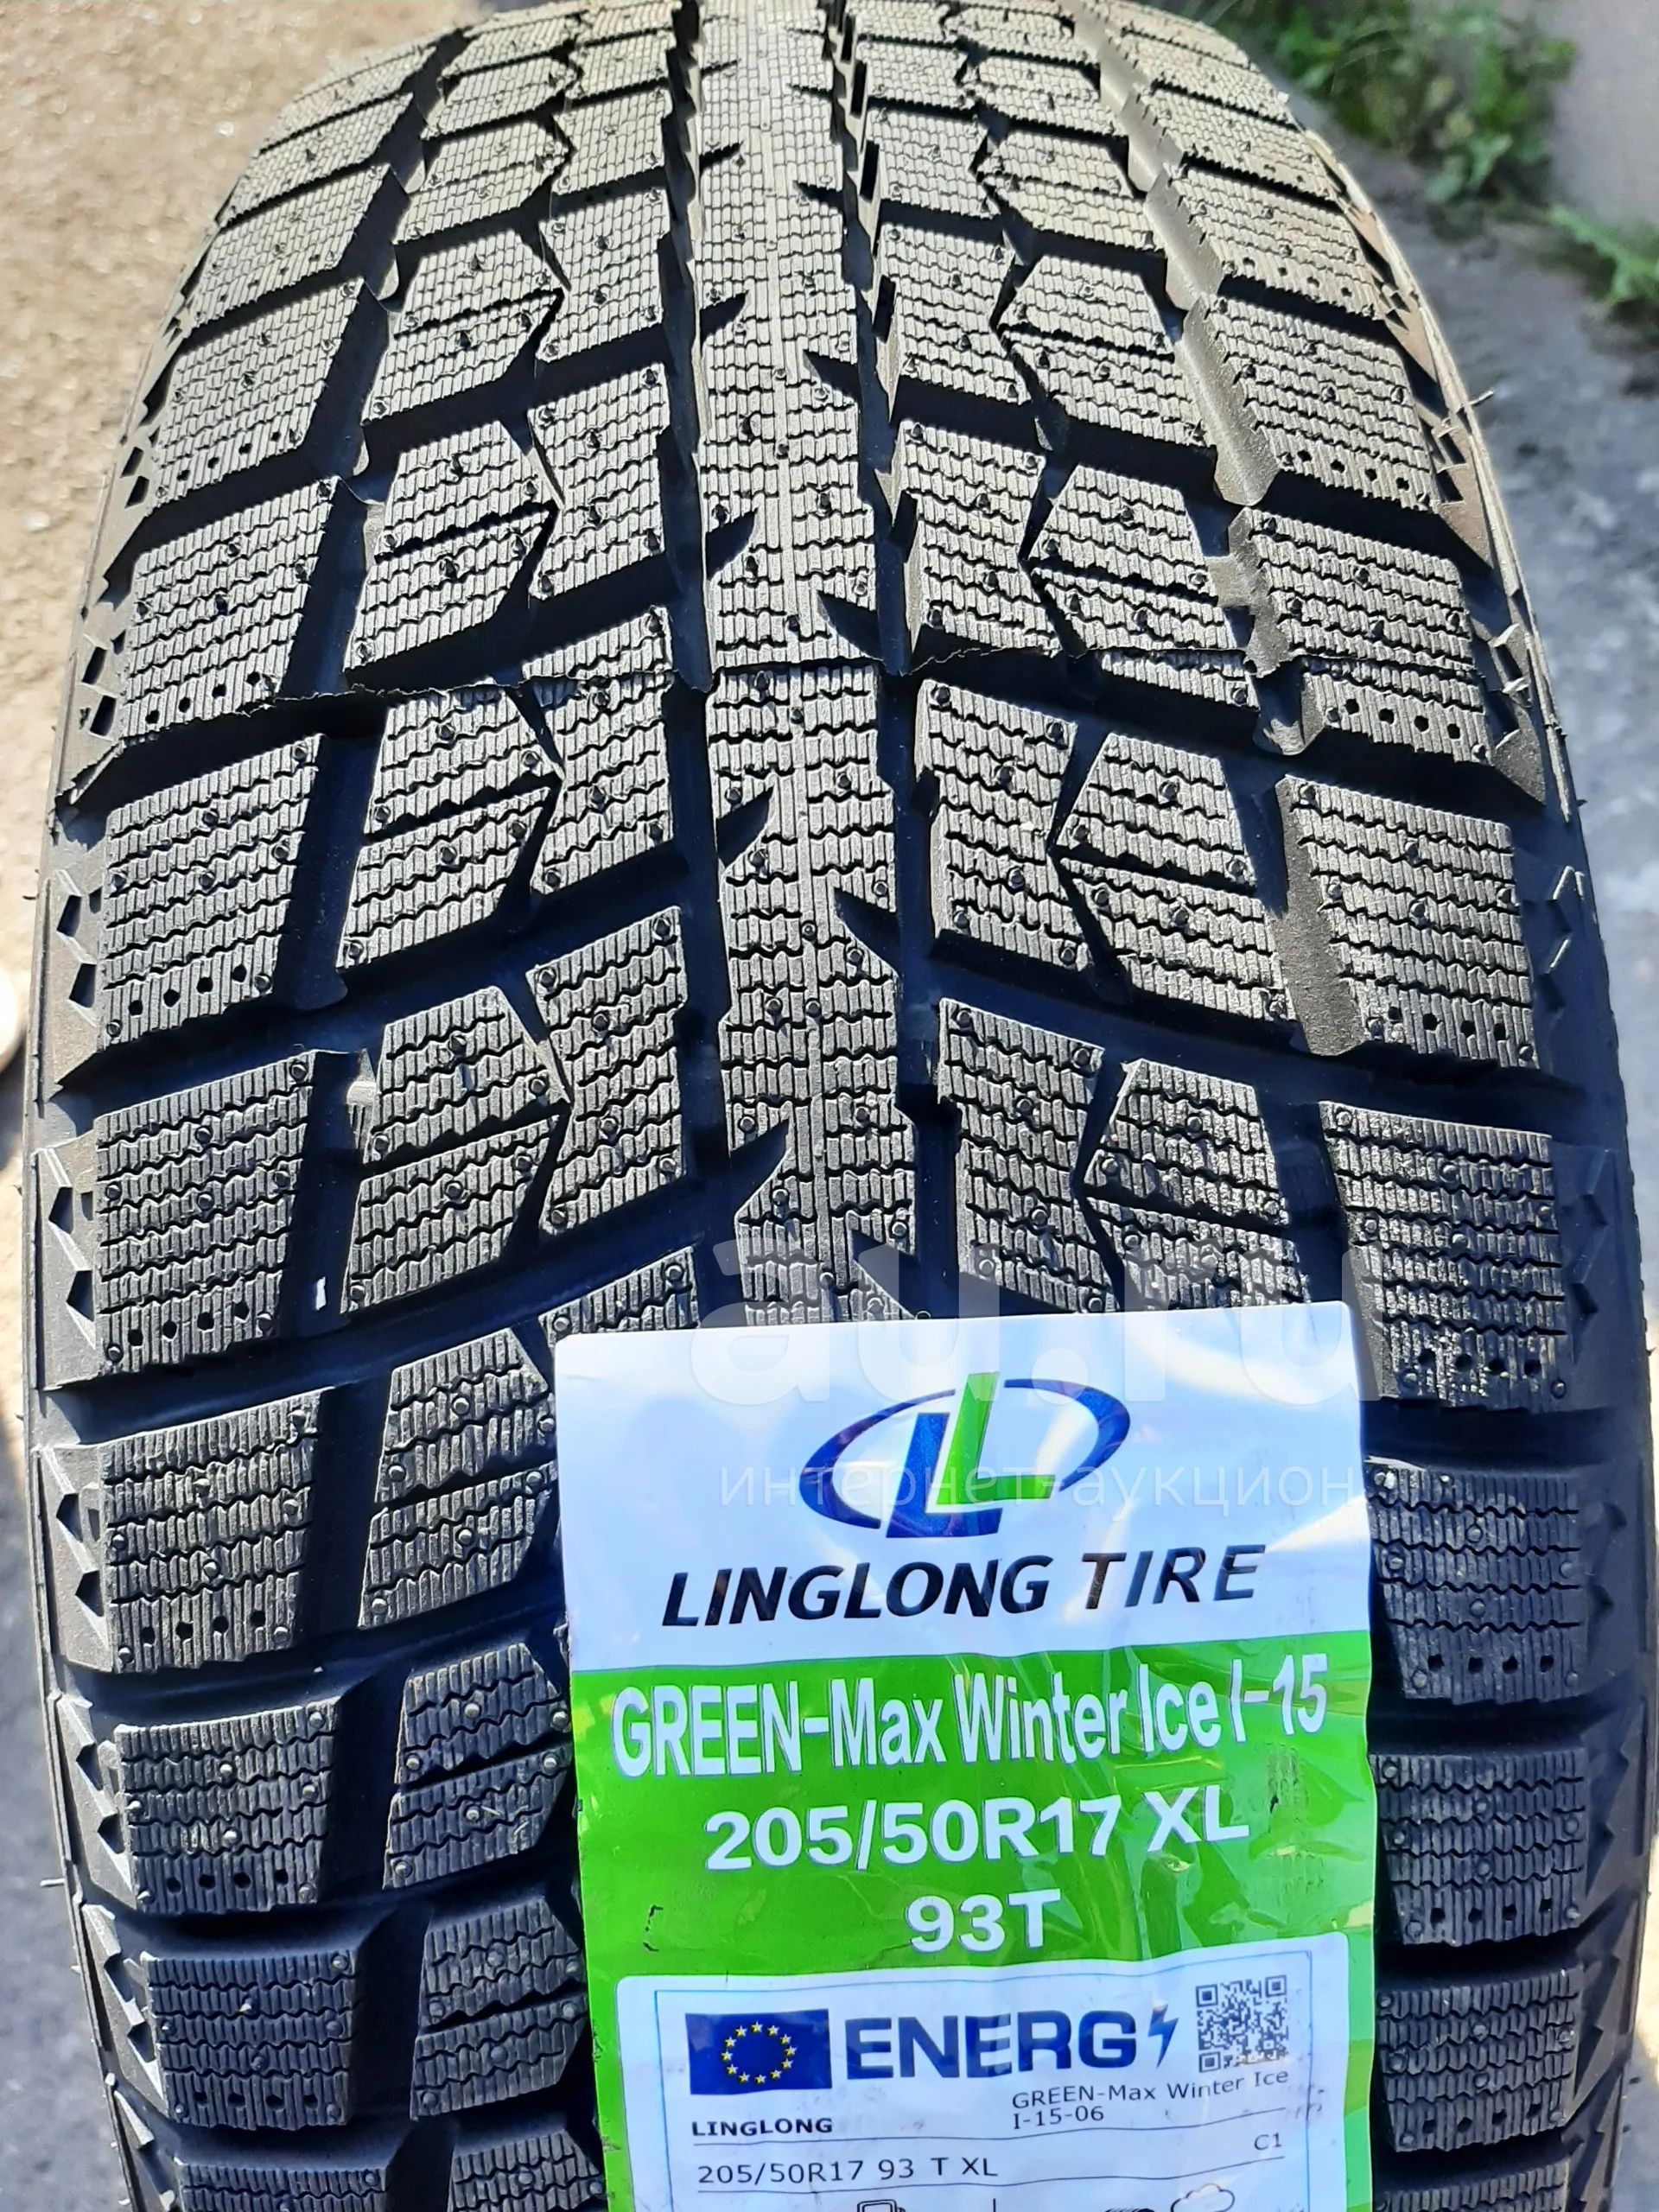 au.ru
интернет-аукцион
LINGLONG TIRE
GREEN-Max Winter Ice I-15
205/50R17 XL
93T
ENERG
GREEN-Max Winter Ice
I-15-06
LINGLONG
C1
205/50R17 93 T XL